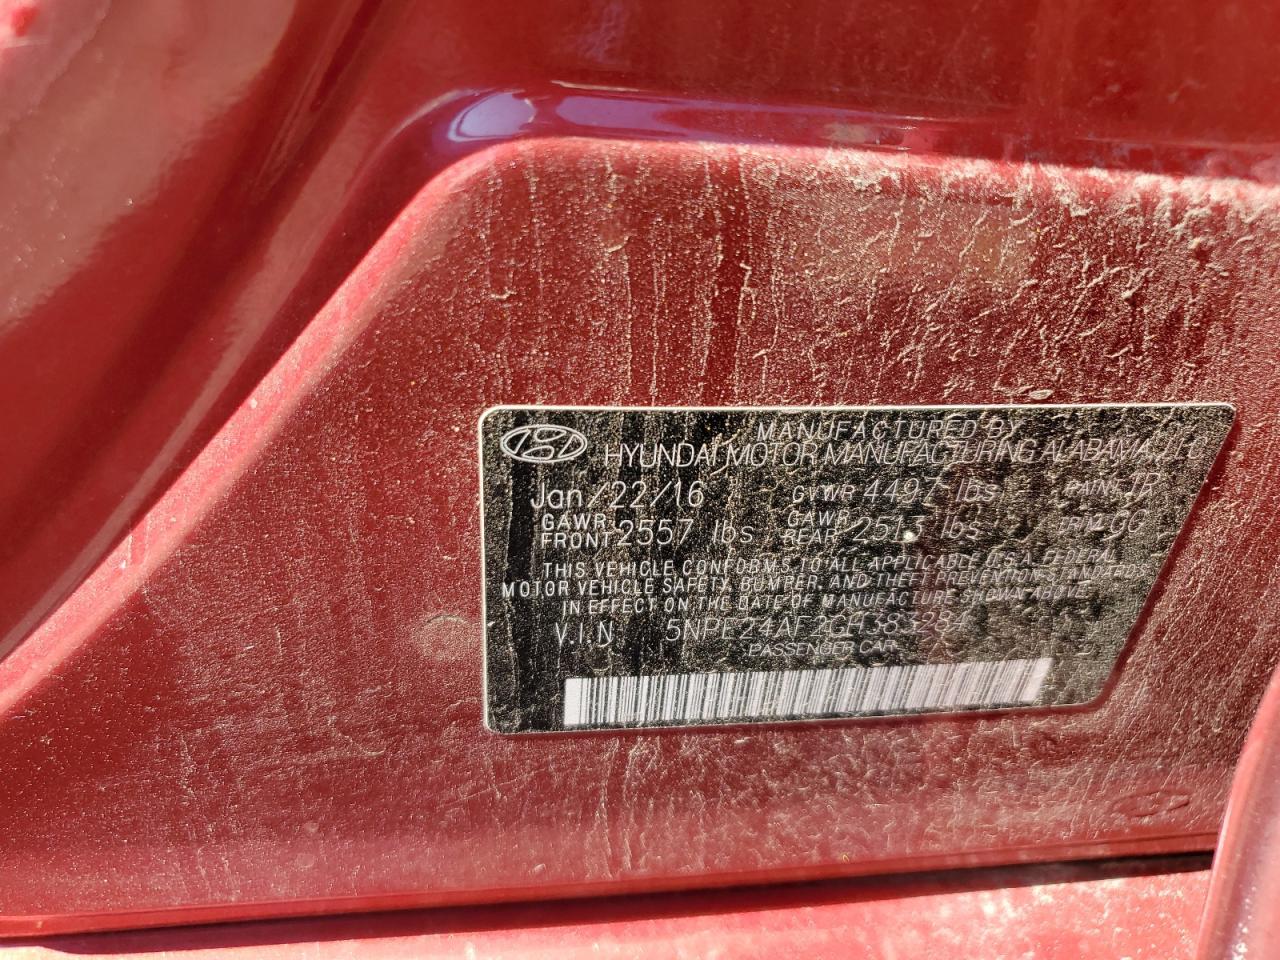 MANUFACTURED BY
HYUNDAI MOTOR MANUFACTURING ALABAMA, LLC
Jan/22/16 GVWR 4497 lbs PAINT
GAWR FRONT 2557 lbs GAWR REAR 2513 lbs TRIM
THIS VEHICLE CONFORMS TO ALL APPLICABLE U.S.A. FEDERAL
MOTOR VEHICLE SAFETY, BUMPER, AND THEFT PREVENTION STANDARDS
IN EFFECT ON THE DATE OF MANUFACTURE SHOWN ABOVE.
V.I.N. 5NPE24AF2GH383284
PASSENGER CAR